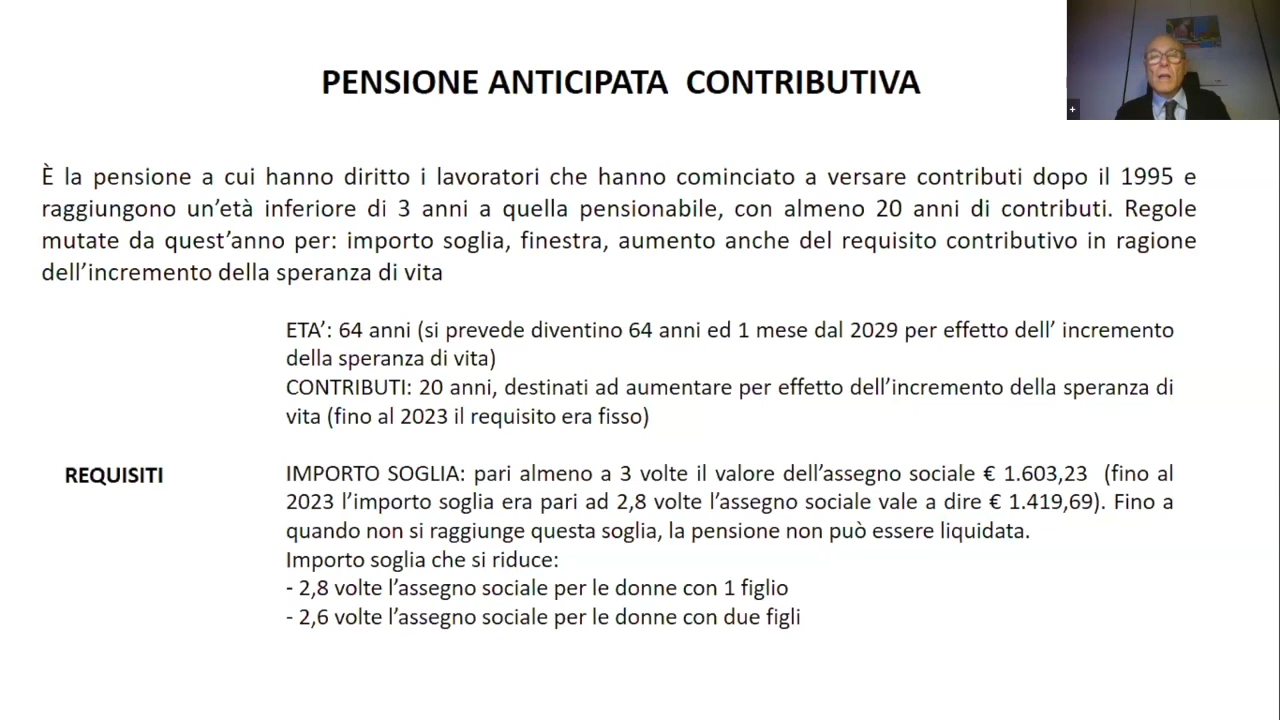 PENSIONE ANTICIPATA CONTRIBUTIVA
È la pensione a cui hanno diritto i lavoratori che hanno cominciato a versare contributi dopo il 1995 e
raggiungono un'età inferiore di 3 anni a quella pensionabile, con almeno 20 anni di contributi. Regole
mutate da quest'anno per: importo soglia, finestra, aumento anche del requisito contributivo in ragione
dell'incremento della speranza di vita
ETA': 64 anni (si prevede diventino 64 anni ed 1 mese dal 2029 per effetto dell' incremento
della speranza di vita)
CONTRIBUTI: 20 anni, destinati ad aumentare per effetto dell'incremento della speranza di
vita (fino al 2023 il requisito era fisso)
REQUISITI
IMPORTO SOGLIA: pari almeno a 3 volte il valore dell'assegno sociale € 1.603,23 (fino al
2023 l'importo soglia era pari ad 2,8 volte l'assegno sociale vale a dire € 1.419,69). Fino a
quando non si raggiunge questa soglia, la pensione non può essere liquidata.
Importo soglia che si riduce:
- 2,8 volte l'assegno sociale per le donne con 1 figlio
- 2,6 volte l'assegno sociale per le donne con due figli